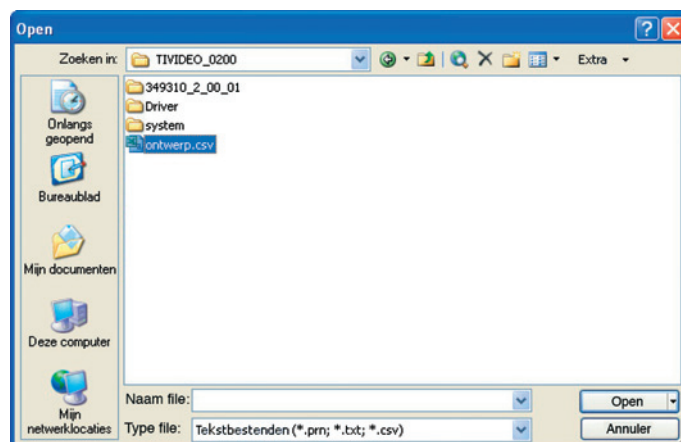 Open
Zoeken in:
TIVIDEO_0200
Extra
Onlangs
geopend
Bureaublad
Mijn documenten
Deze computer
Mijn
netwerklocaties
349310_2_00_01
Driver
system
ontwerp.csv
Naam file:
Open
Type file:
Tekstbestenden (*.prn; *.txt; *.csv)
Annuler